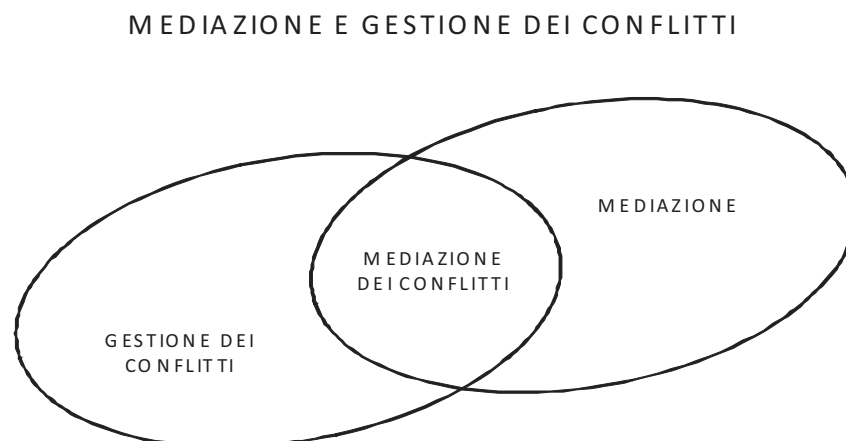 MEDIAZIONE E GESTIONE DEI CONFLITTI
MEDIAZIONE
MEDIAZIONE
DEI CONFLITTI
GESTIONE DEI
CONFLITTI